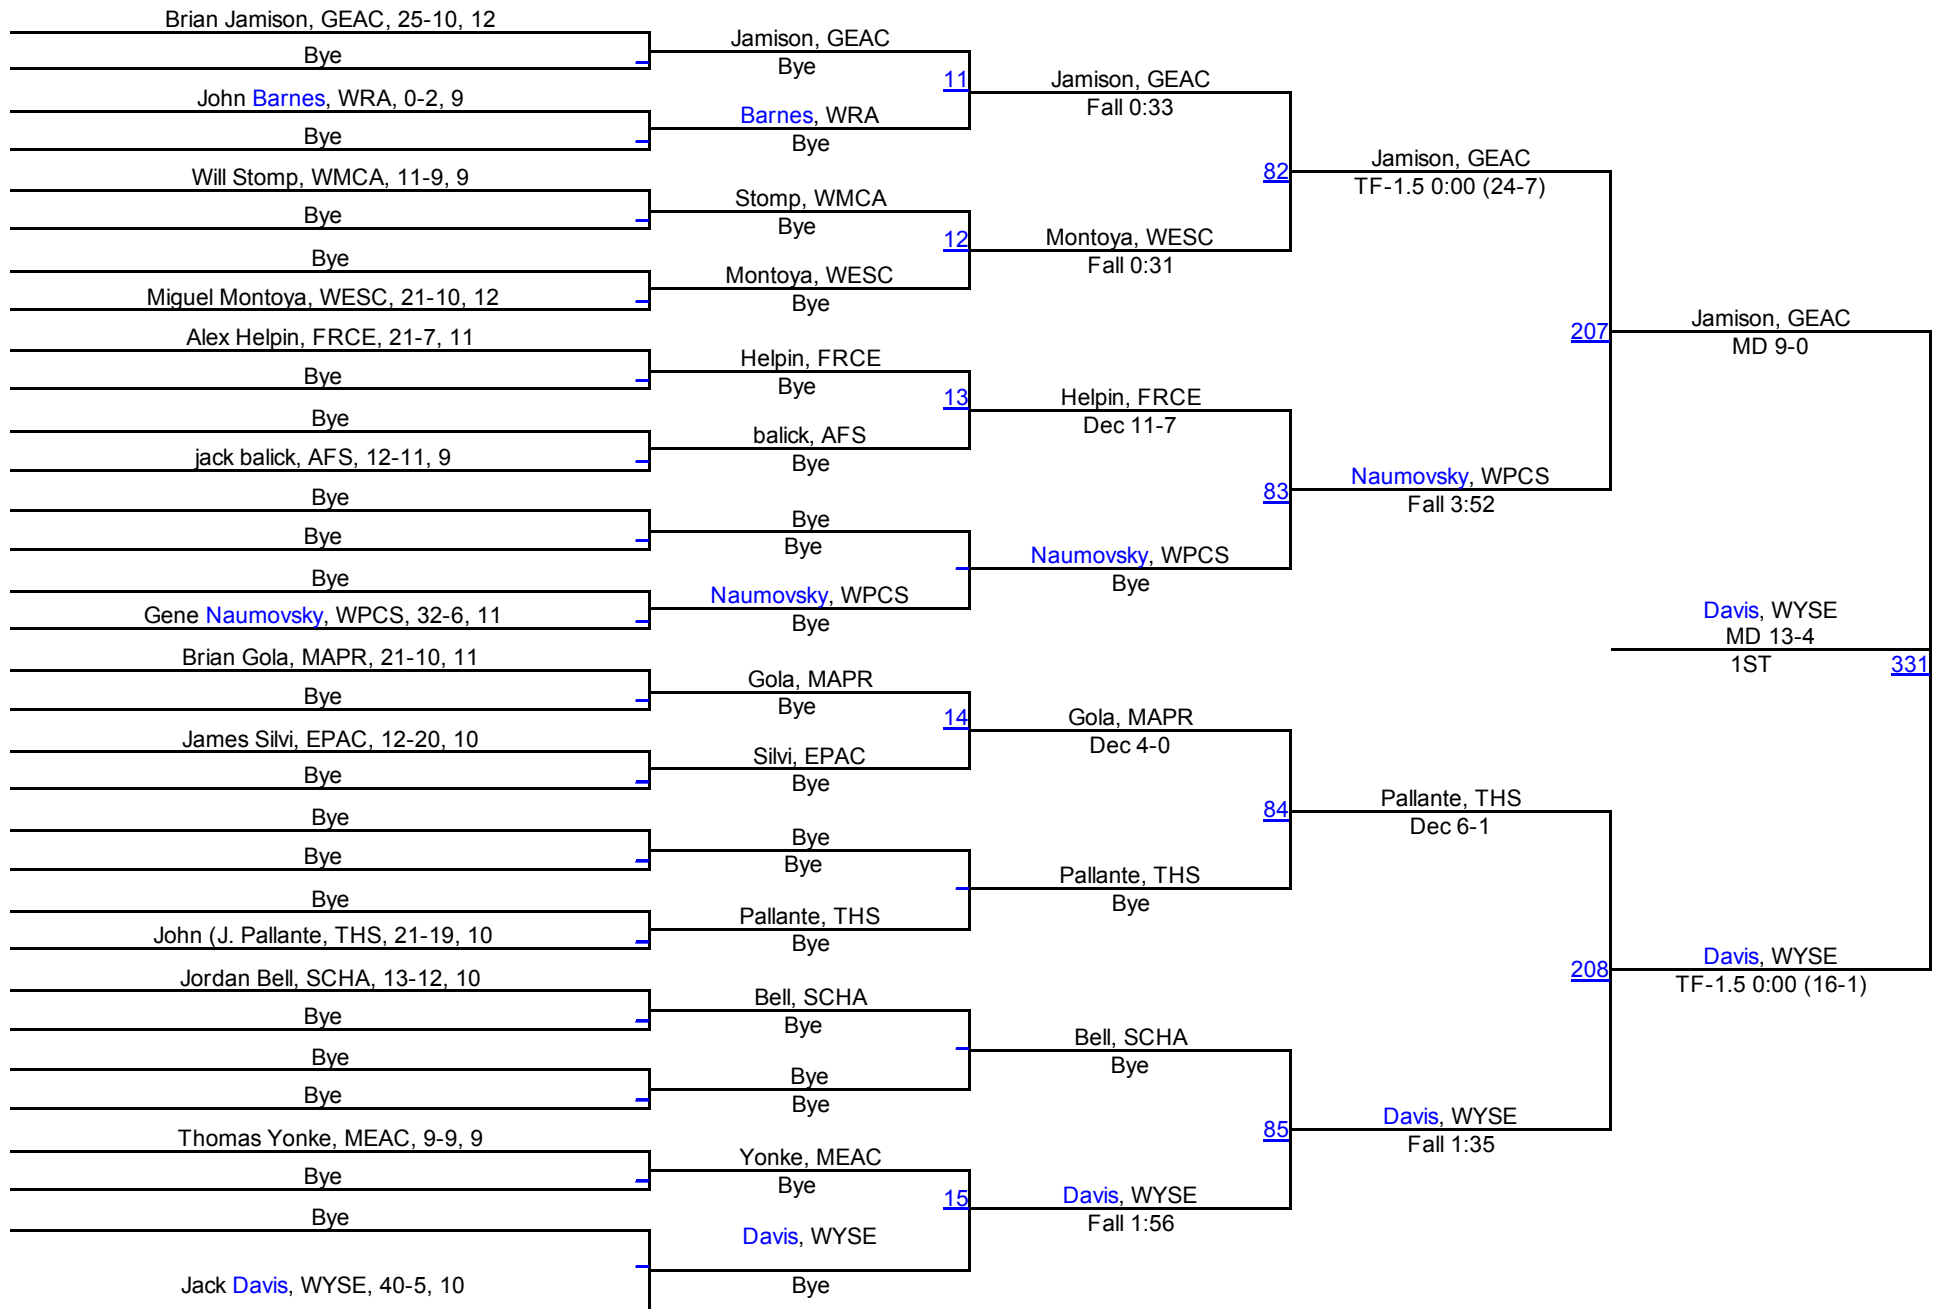 Brian Jamison, GEAC, 25-10, 12
Bye
John Barnes, WRA, 0-2, 9
Bye
Will Stomp, WMCA, 11-9, 9
Bye
Bye
Miguel Montoya, WESC, 21-10, 12
Alex Helpin, FRCE, 21-7, 11
Bye
Bye
jack balick, AFS, 12-11, 9
Bye
Bye
Bye
Gene Naumovsky, WPCS, 32-6, 11
Brian Gola, MAPR, 21-10, 11
Bye
James Silvi, EPAC, 12-20, 10
Bye
Bye
Bye
Bye
John (J. Pallante, THS, 21-19, 10
Jordan Bell, SCHA, 13-12, 10
Bye
Bye
Bye
Thomas Yonke, MEAC, 9-9, 9
Bye
Bye
Jack Davis, WYSE, 40-5, 10
Jamison, GEAC
Bye
11
Barnes, WRA
Bye
Stomp, WMCA
Bye
12
Montoya, WESC
Bye
Helpin, FRCE
Bye
13
balick, AFS
Bye
Bye
Bye
Naumovsky, WPCS
Bye
Gola, MAPR
Bye
14
Silvi, EPAC
Bye
Bye
Bye
Pallante, THS
Bye
Bell, SCHA
Bye
Bye
Bye
Yonke, MEAC
Bye
15
Davis, WYSE
Bye
Jamison, GEAC
Fall 0:33
82
Montoya, WESC
Fall 0:31
Helpin, FRCE
Dec 11-7
83
Naumovsky, WPCS
Bye
Gola, MAPR
Dec 4-0
84
Pallante, THS
Bye
Bell, SCHA
Bye
85
Davis, WYSE
Fall 1:56
Jamison, GEAC
TF-1.5 0:00 (24-7)
207
Naumovsky, WPCS
Fall 3:52
Pallante, THS
Dec 6-1
208
Davis, WYSE
Fall 1:35
Jamison, GEAC
MD 9-0
Davis, WYSE
MD 13-4
1ST
331
Davis, WYSE
TF-1.5 0:00 (16-1)